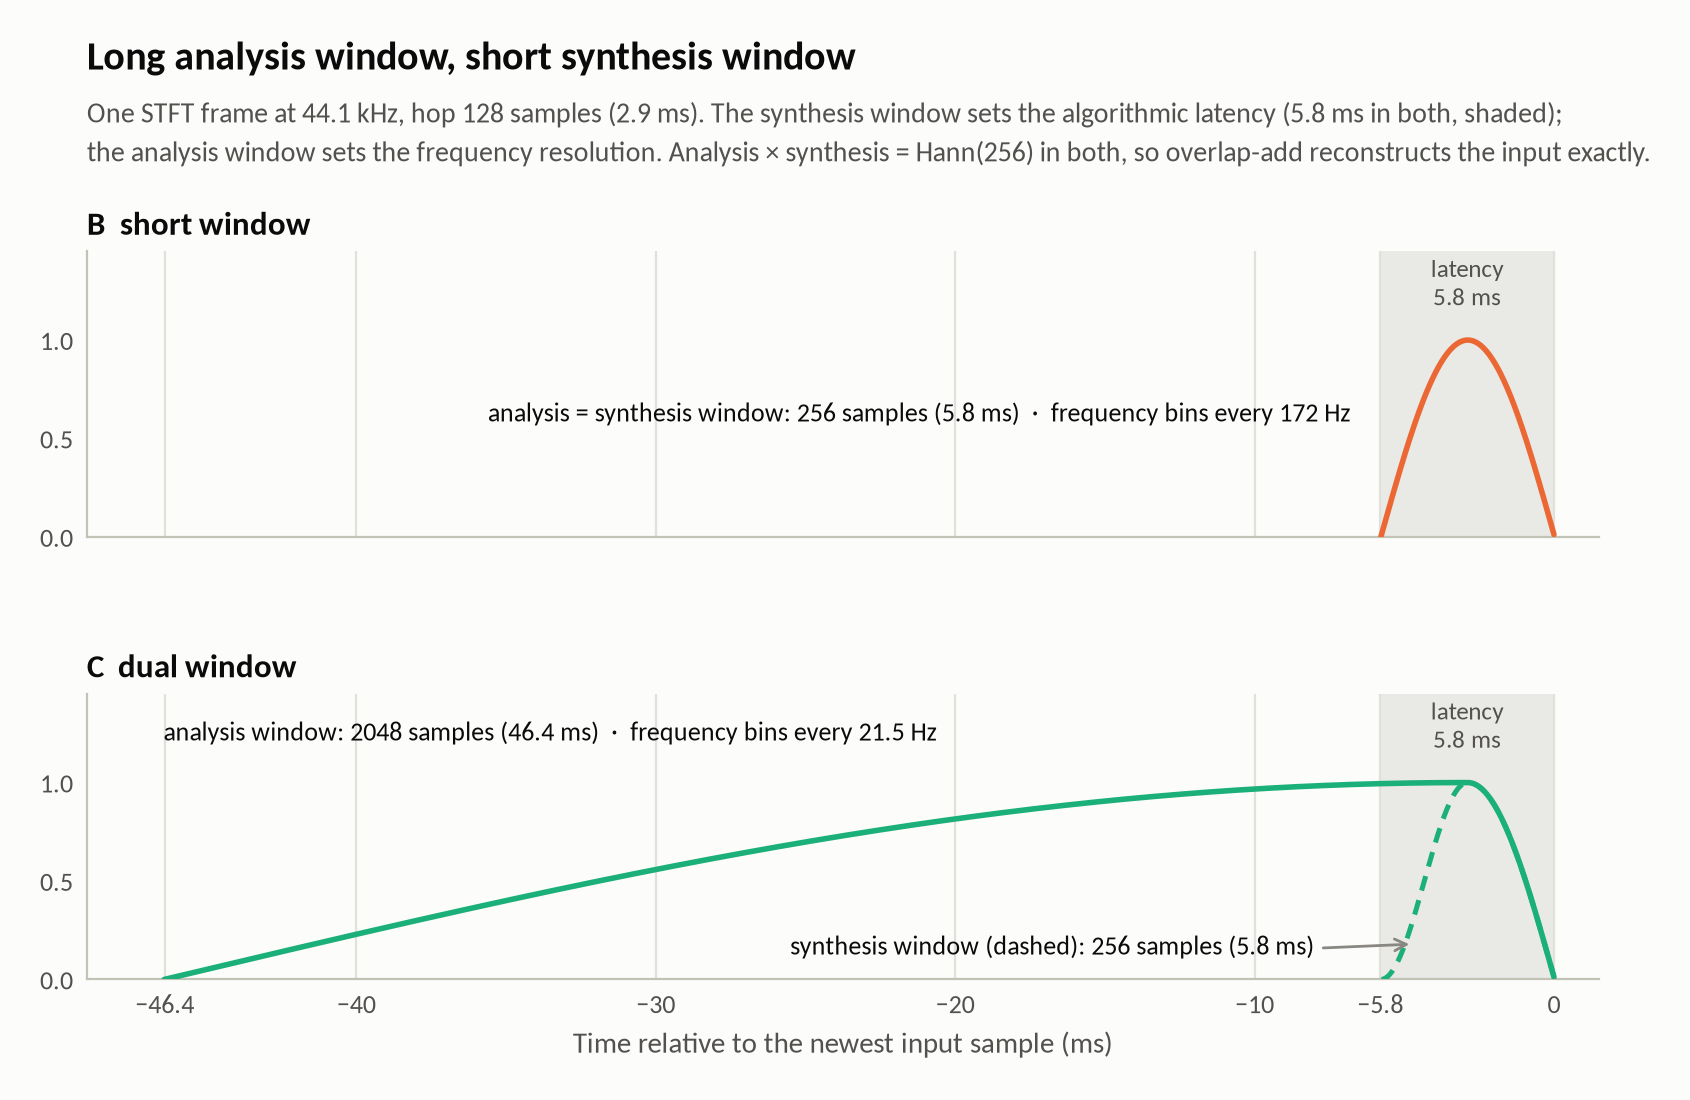 Long analysis window, short synthesis window
One STFT frame at 44.1 kHz, hop 128 samples (2.9 ms). The synthesis window sets the algorithmic latency (5.8 ms in both, shaded);
the analysis window sets the frequency resolution. Analysis × synthesis = Hann(256) in both, so overlap-add reconstructs the input exactly.
B short window
latency
5.8 ms
1.0
analysis = synthesis window: 256 samples (5.8 ms) · frequency bins every 172 Hz
0.5
0.0
C dual window
latency
5.8 ms
analysis window: 2048 samples (46.4 ms) · frequency bins every 21.5 Hz
1.0
0.5
synthesis window (dashed): 256 samples (5.8 ms)
0.0
−46.4 −40 −30 −20 −10 −5.8 0
Time relative to the newest input sample (ms)